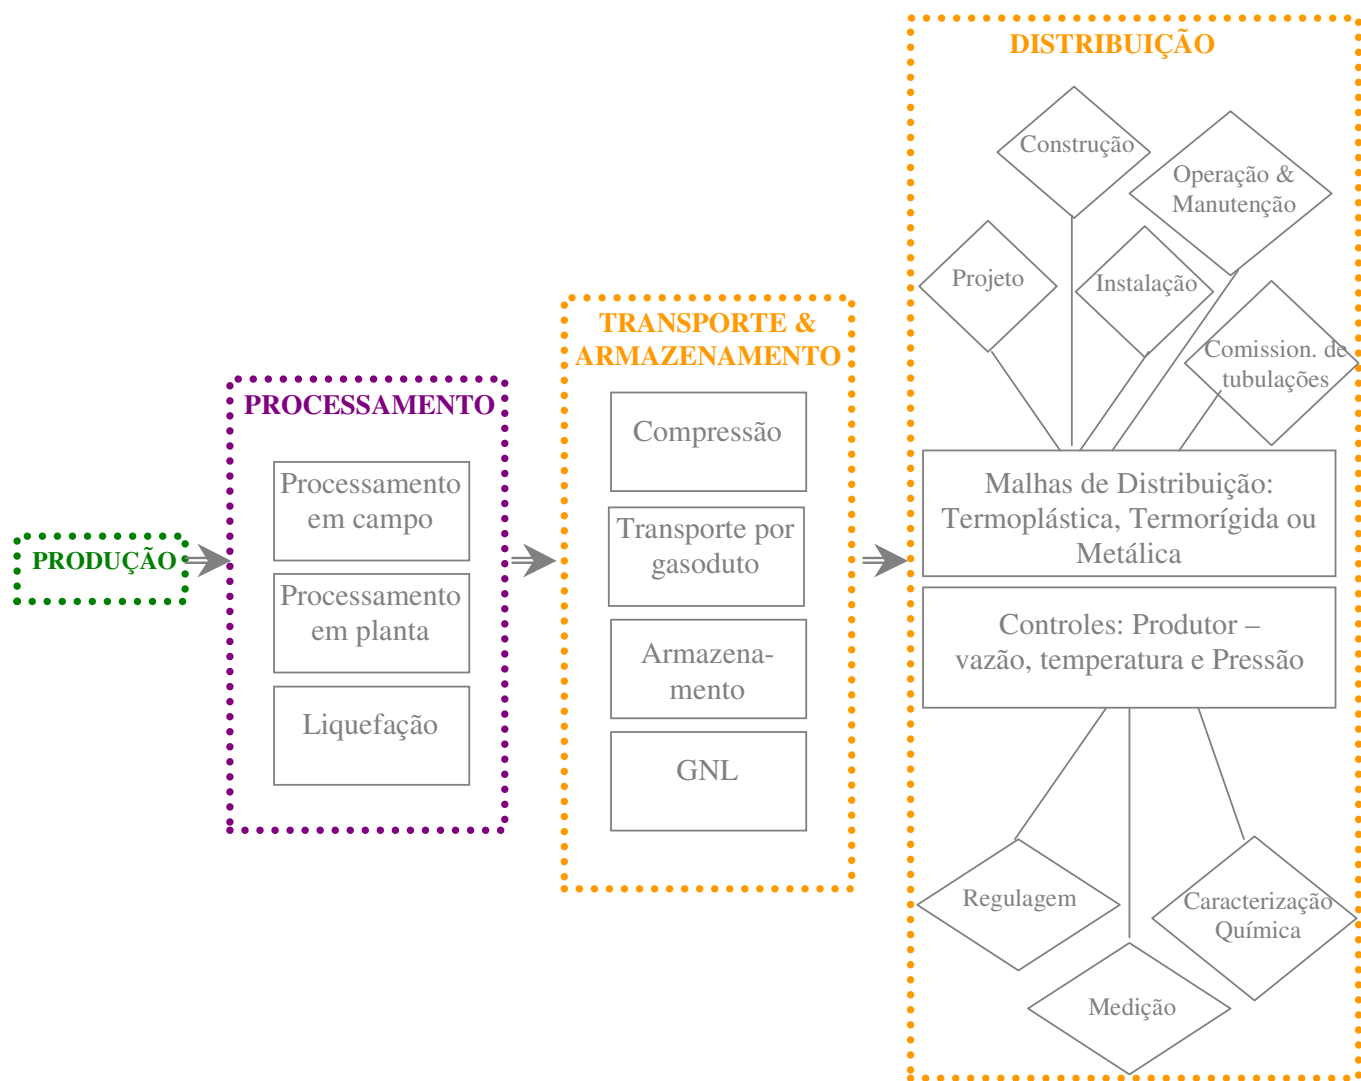 PRODUÇÃO
PROCESSAMENTO
Processamento
em campo
Processamento
em planta
Liquefação
TRANSPORTE &
ARMAZENAMENTO
Compressão
Transporte por
gasoduto
Armazena-
mento
GNL
DISTRIBUIÇÃO
Construção
Operação &
Manutenção
Projeto
Instalação
Comission. de
tubulações
Malhas de Distribuição:
Termoplástica, Termorígida ou
Metálica
Controles: Produtor –
vazão, temperatura e Pressão
Regulagem
Caracterização
Química
Medição